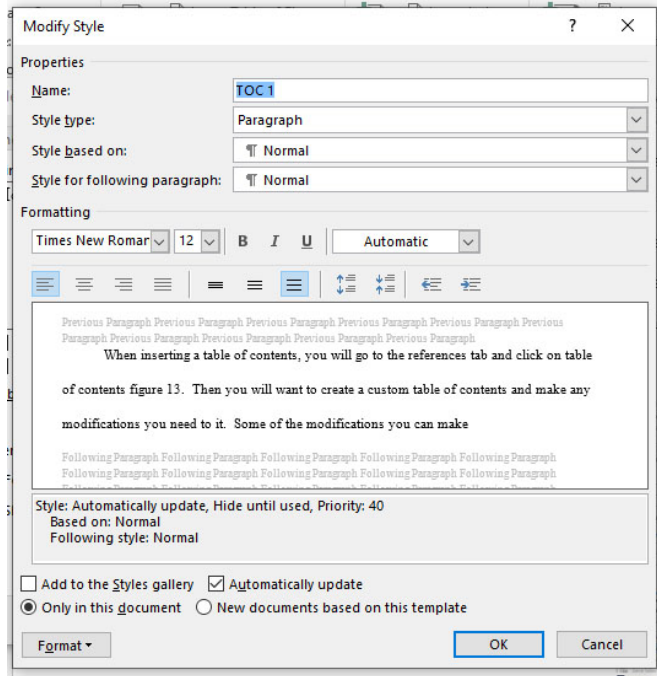 Modify Style ? ×
Properties
Name: TOC 1
Style type: Paragraph
Style based on: ¶ Normal
Style for following paragraph: ¶ Normal
Formatting
Times New Roman 12 B I U Automatic
Previous Paragraph Previous Paragraph Previous Paragraph Previous Paragraph Previous Paragraph Previous
Paragraph Previous Paragraph Previous Paragraph Previous Paragraph Previous Paragraph
When inserting a table of contents, you will go to the references tab and click on table
of contents figure 13. Then you will want to create a custom table of contents and make any
modifications you need to it. Some of the modifications you can make
Following Paragraph Following Paragraph Following Paragraph Following Paragraph Following Paragraph
Following Paragraph Following Paragraph Following Paragraph Following Paragraph Following Paragraph
Style: Automatically update, Hide until used, Priority: 40
Based on: Normal
Following style: Normal
Add to the Styles gallery Automatically update
Only in this document New documents based on this template
Format OK Cancel